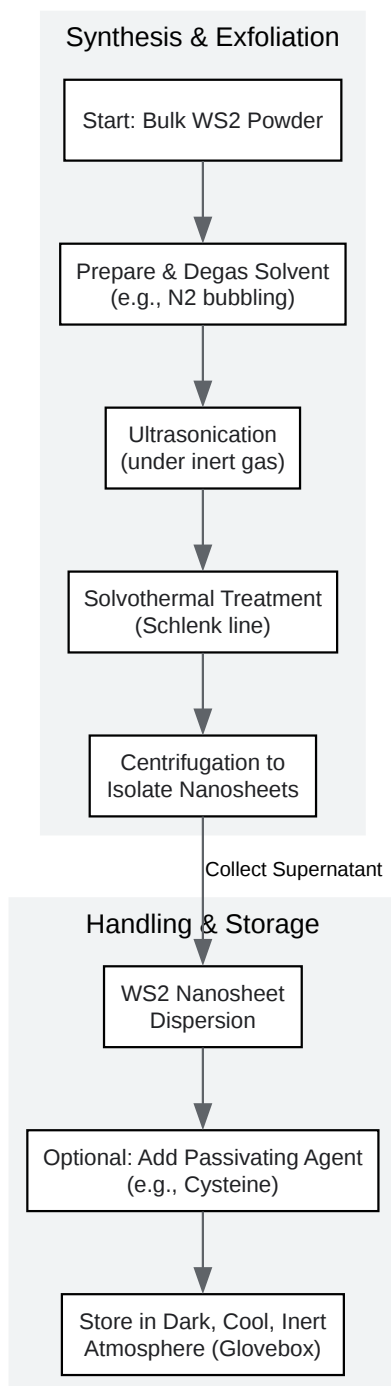 Synthesis & Exfoliation
Start: Bulk WS2 Powder
Prepare & Degas Solvent
(e.g., N2 bubbling)
Ultrasonication
(under inert gas)
Solvothermal Treatment
(Schlenk line)
Centrifugation to
Isolate Nanosheets
Collect Supernatant
Handling & Storage
WS2 Nanosheet
Dispersion
Optional: Add Passivating Agent
(e.g., Cysteine)
Store in Dark, Cool, Inert
Atmosphere (Glovebox)